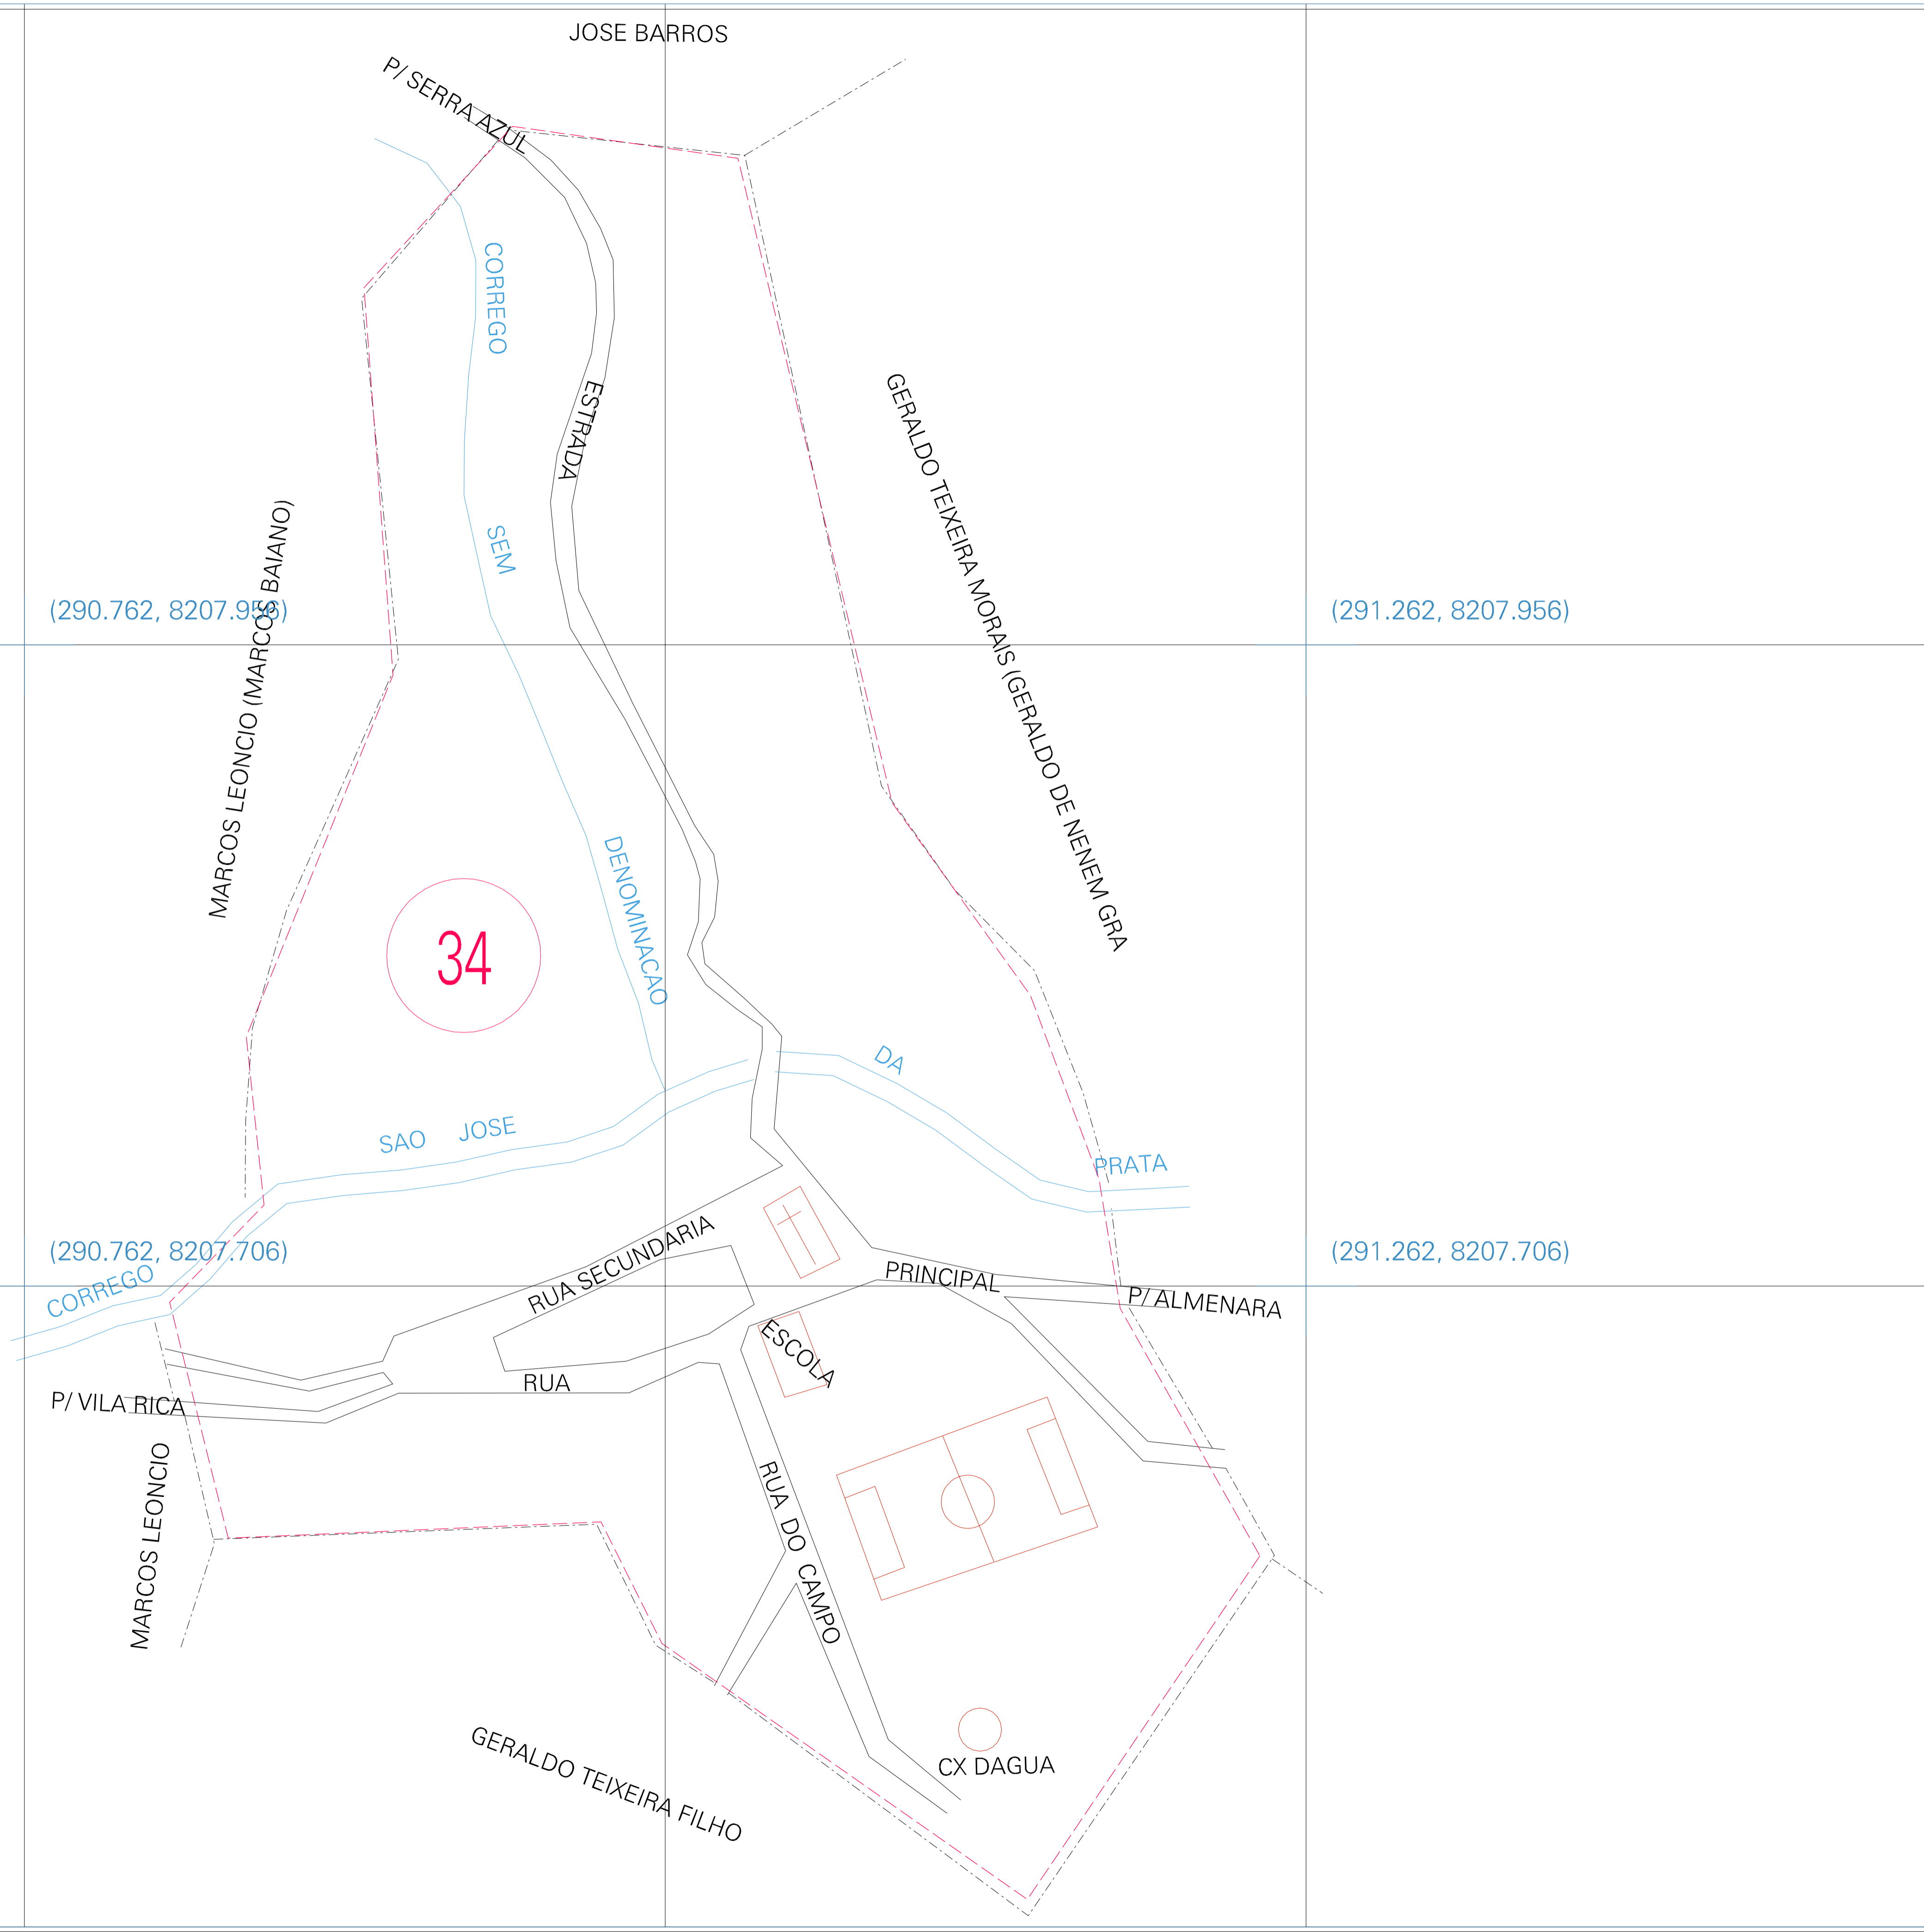 JOSE BARROS
P/ SERRA AZUL
CORREGO
ESTRADA
GERALDO TEIXEIRA MORAIS (GERALDO DE NENEM GRA
MARCOS LEONCIO (MARCOS BAIANO)
SEM
(290.762, 8207.956)
(291.262, 8207.956)
DENOMINACAO
34
DA
SAO JOSE
PRATA
RUA SECUNDARIA
(290.762, 8207.706)
(291.262, 8207.706)
CORREGO
PRINCIPAL
P/ ALMENARA
ESCOLA
RUA
P/ VILA RICA
MARCOS LEONCIO
RUA DO CAMPO
GERALDO TEIXEIRA FILHO
CX DAGUA